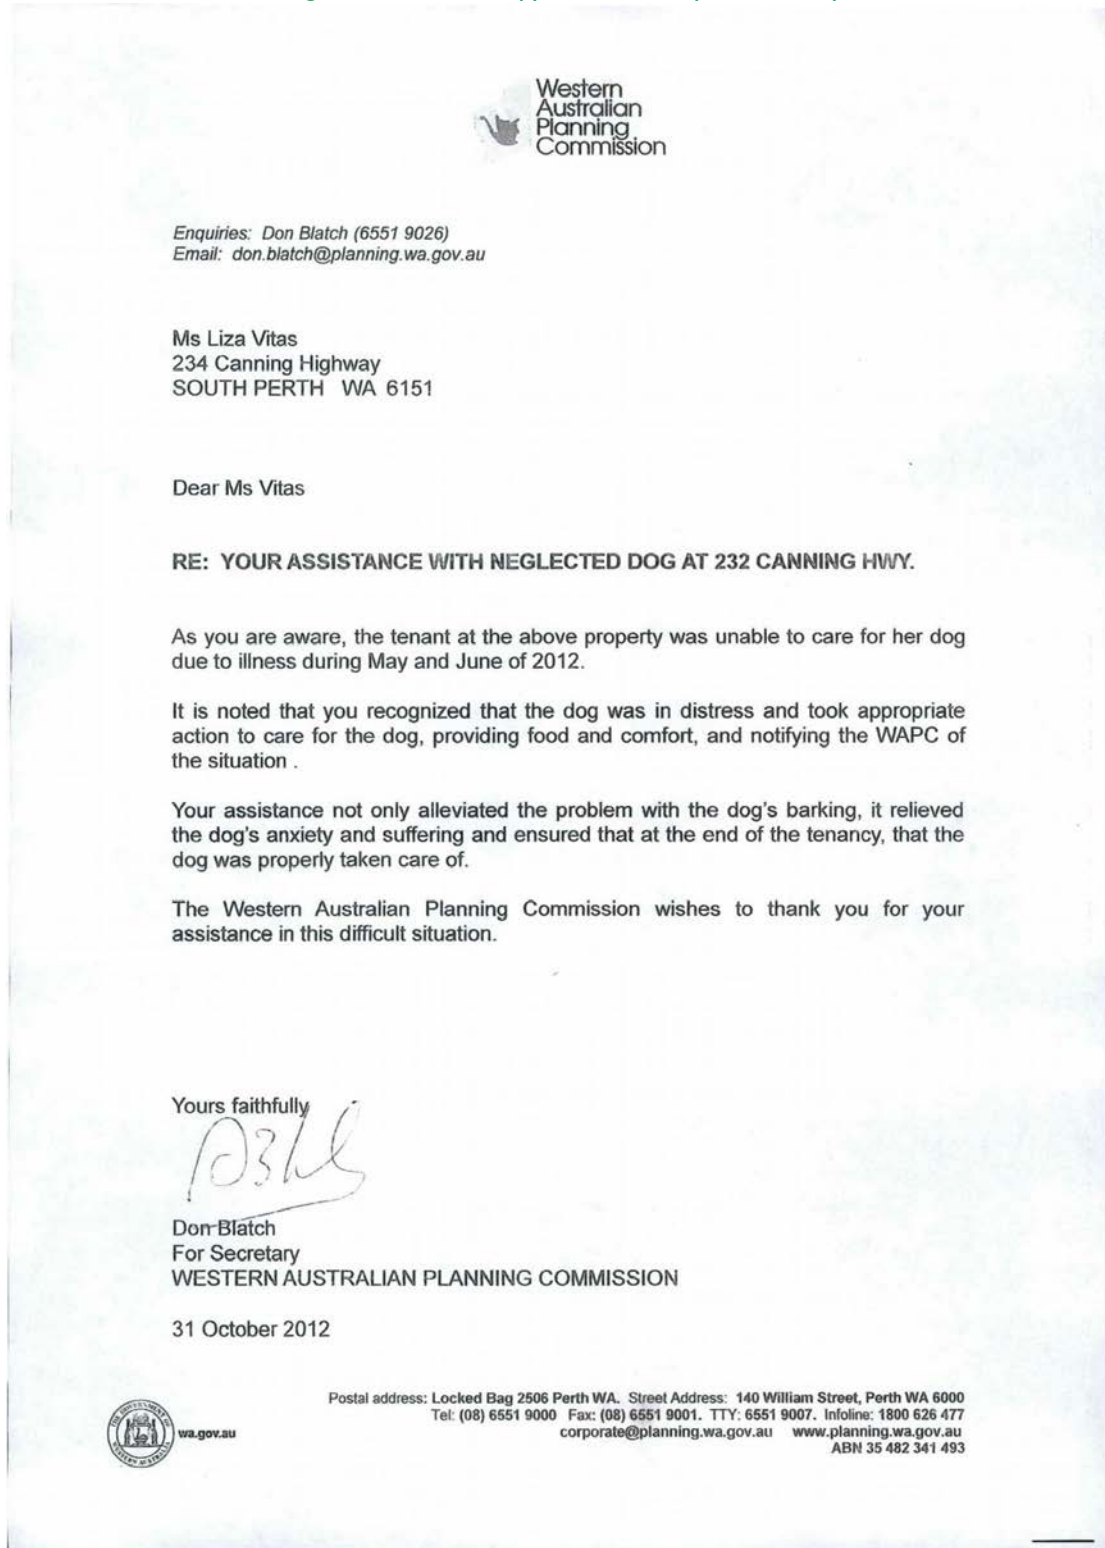 Western
Australian
Planning
Commission
Enquiries: Don Blatch (6551 9026)
Email: don.blatch@planning.wa.gov.au
Ms Liza Vitas
234 Canning Highway
SOUTH PERTH WA 6151
Dear Ms Vitas
RE: YOUR ASSISTANCE WITH NEGLECTED DOG AT 232 CANNING HWY.
As you are aware, the tenant at the above property was unable to care for her dog
due to illness during May and June of 2012.
It is noted that you recognized that the dog was in distress and took appropriate
action to care for the dog, providing food and comfort, and notifying the WAPC of
the situation .
Your assistance not only alleviated the problem with the dog's barking, it relieved
the dog's anxiety and suffering and ensured that at the end of the tenancy, that the
dog was properly taken care of.
The Western Australian Planning Commission wishes to thank you for your
assistance in this difficult situation.
Yours faithfully
Don Blatch
For Secretary
WESTERN AUSTRALIAN PLANNING COMMISSION
31 October 2012
Postal address: Locked Bag 2506 Perth WA. Street Address: 140 William Street, Perth WA 6000
Tel: (08) 6551 9000 Fax: (08) 6551 9001. TTY: 6551 9007. Infoline: 1800 626 477
wa.gov.au corporate@planning.wa.gov.au www.planning.wa.gov.au
ABN 35 482 341 493
THE GOVERNMENT OF
WESTERN AUSTRALIA